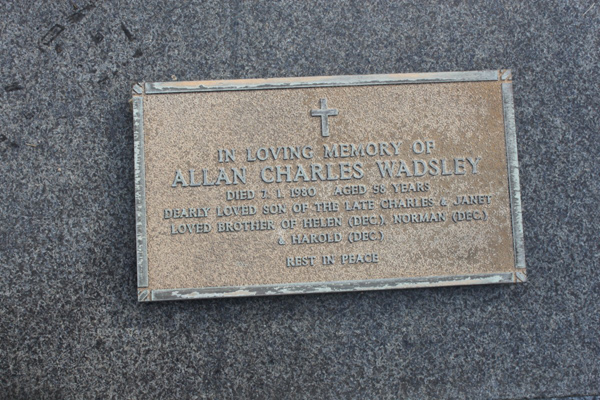 IN LOVING MEMORY OF
ALLAN CHARLES WADSLEY
DIED 7. 1. 1980 AGED 58 YEARS
DEARLY LOVED SON OF THE LATE CHARLES & JANET
LOVED BROTHER OF HELEN (DEC.), NORMAN (DEC.)
& HAROLD (DEC.)
REST IN PEACE